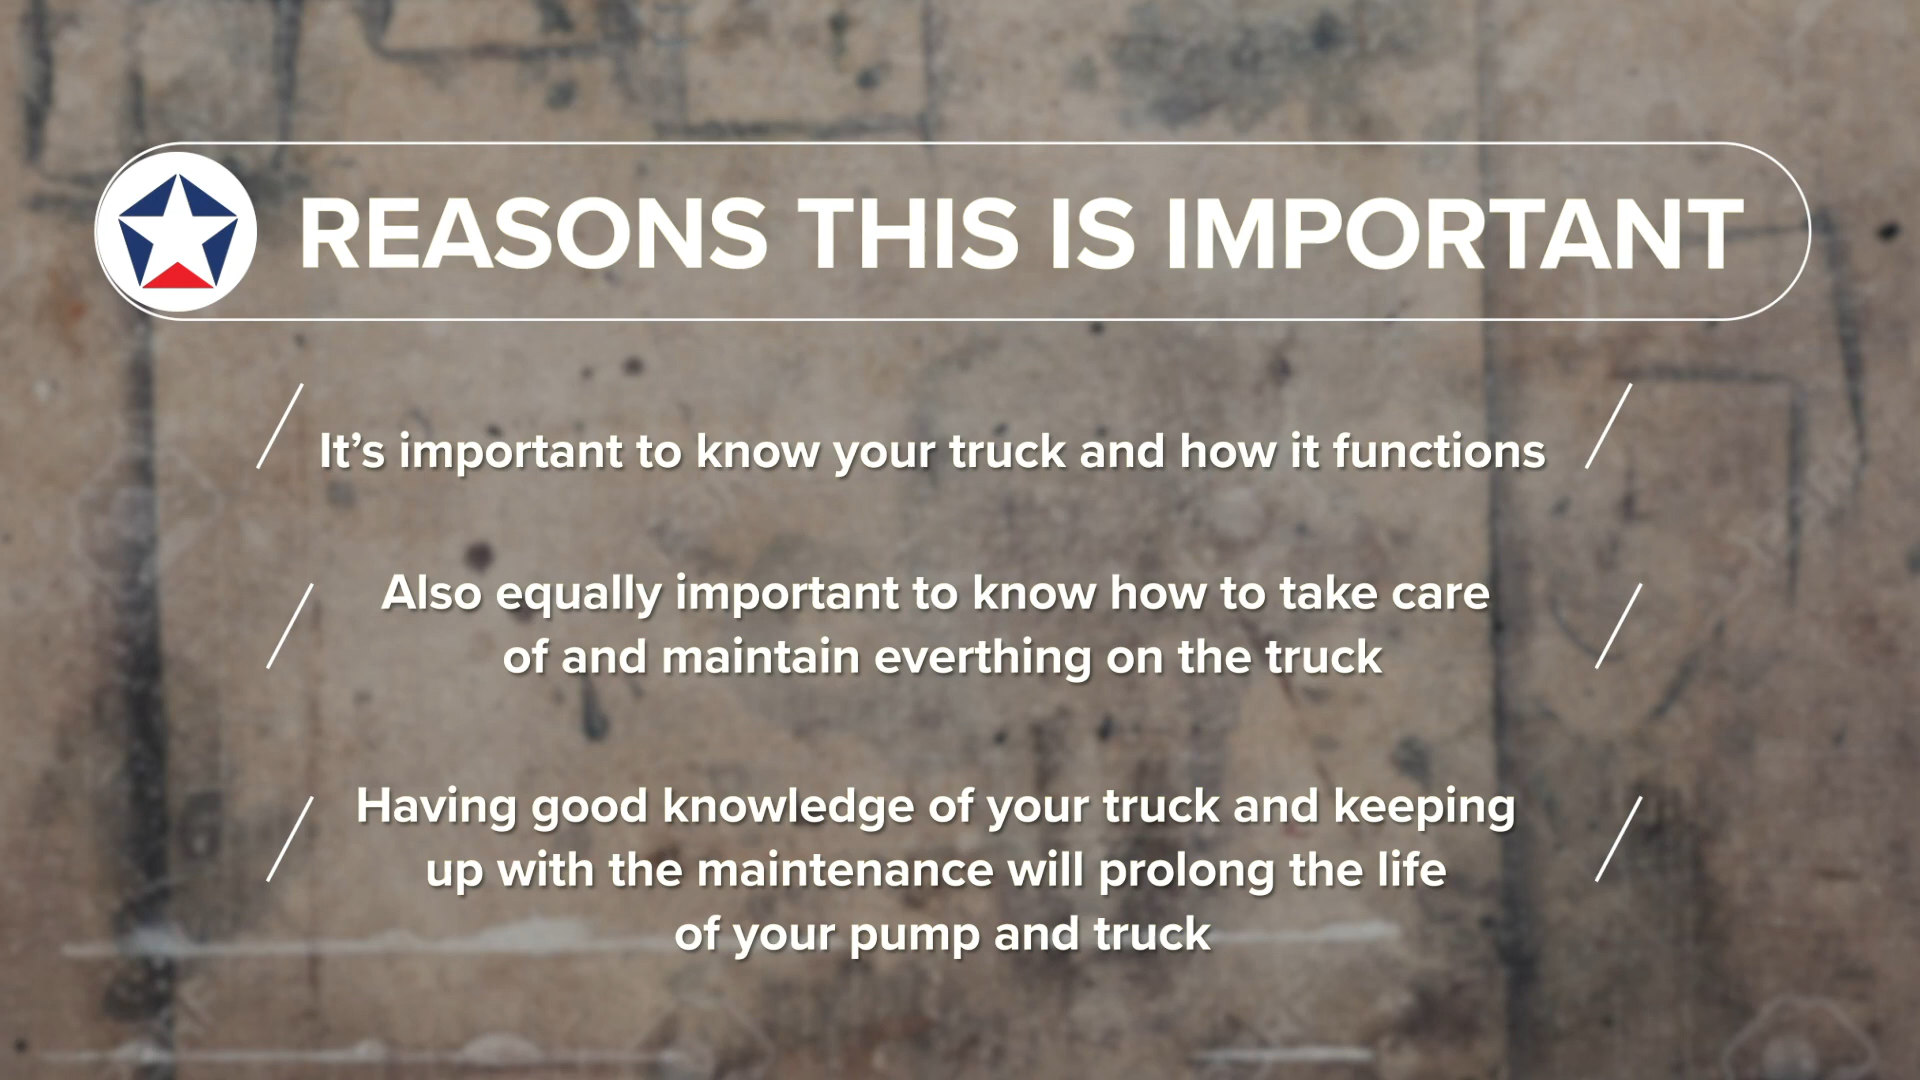 REASONS THIS IS IMPORTANT
It’s important to know your truck and how it functions
Also equally important to know how to take care
of and maintain everthing on the truck
Having good knowledge of your truck and keeping
up with the maintenance will prolong the life
of your pump and truck